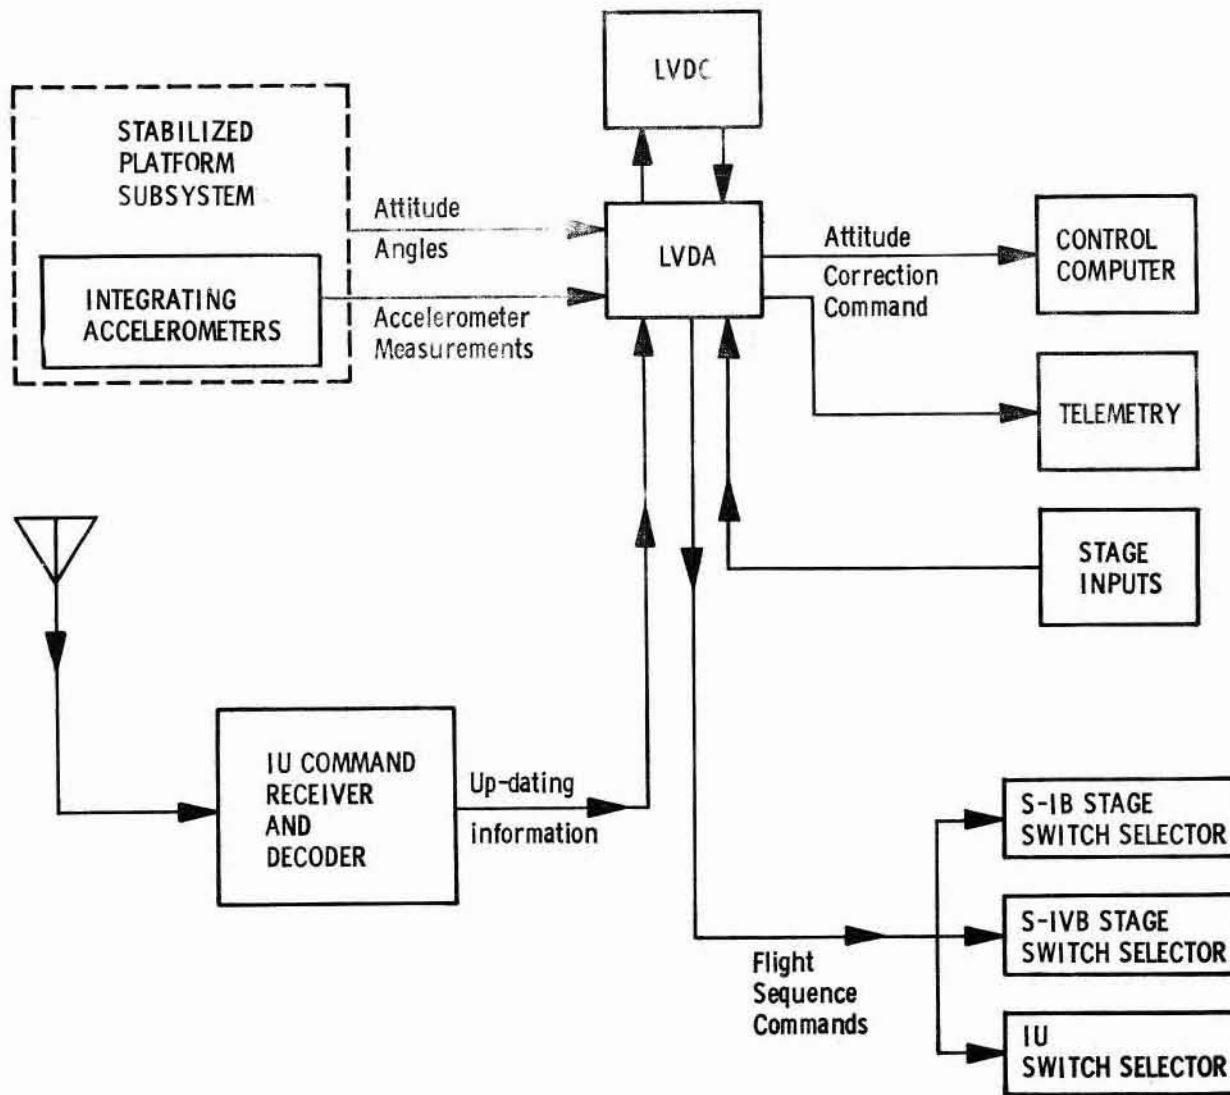 LVDC
STABILIZED
PLATFORM
SUBSYSTEM
INTEGRATING
ACCELEROMETERS
Attitude
Angles
Accelerometer
Measurements
LVDA
Attitude
Correction
Command
CONTROL
COMPUTER
TELEMETRY
STAGE
INPUTS
IU COMMAND
RECEIVER
AND
DECODER
Up-dating
information
Flight
Sequence
Commands
S-IB STAGE
SWITCH SELECTOR
S-IVB STAGE
SWITCH SELECTOR
IU
SWITCH SELECTOR